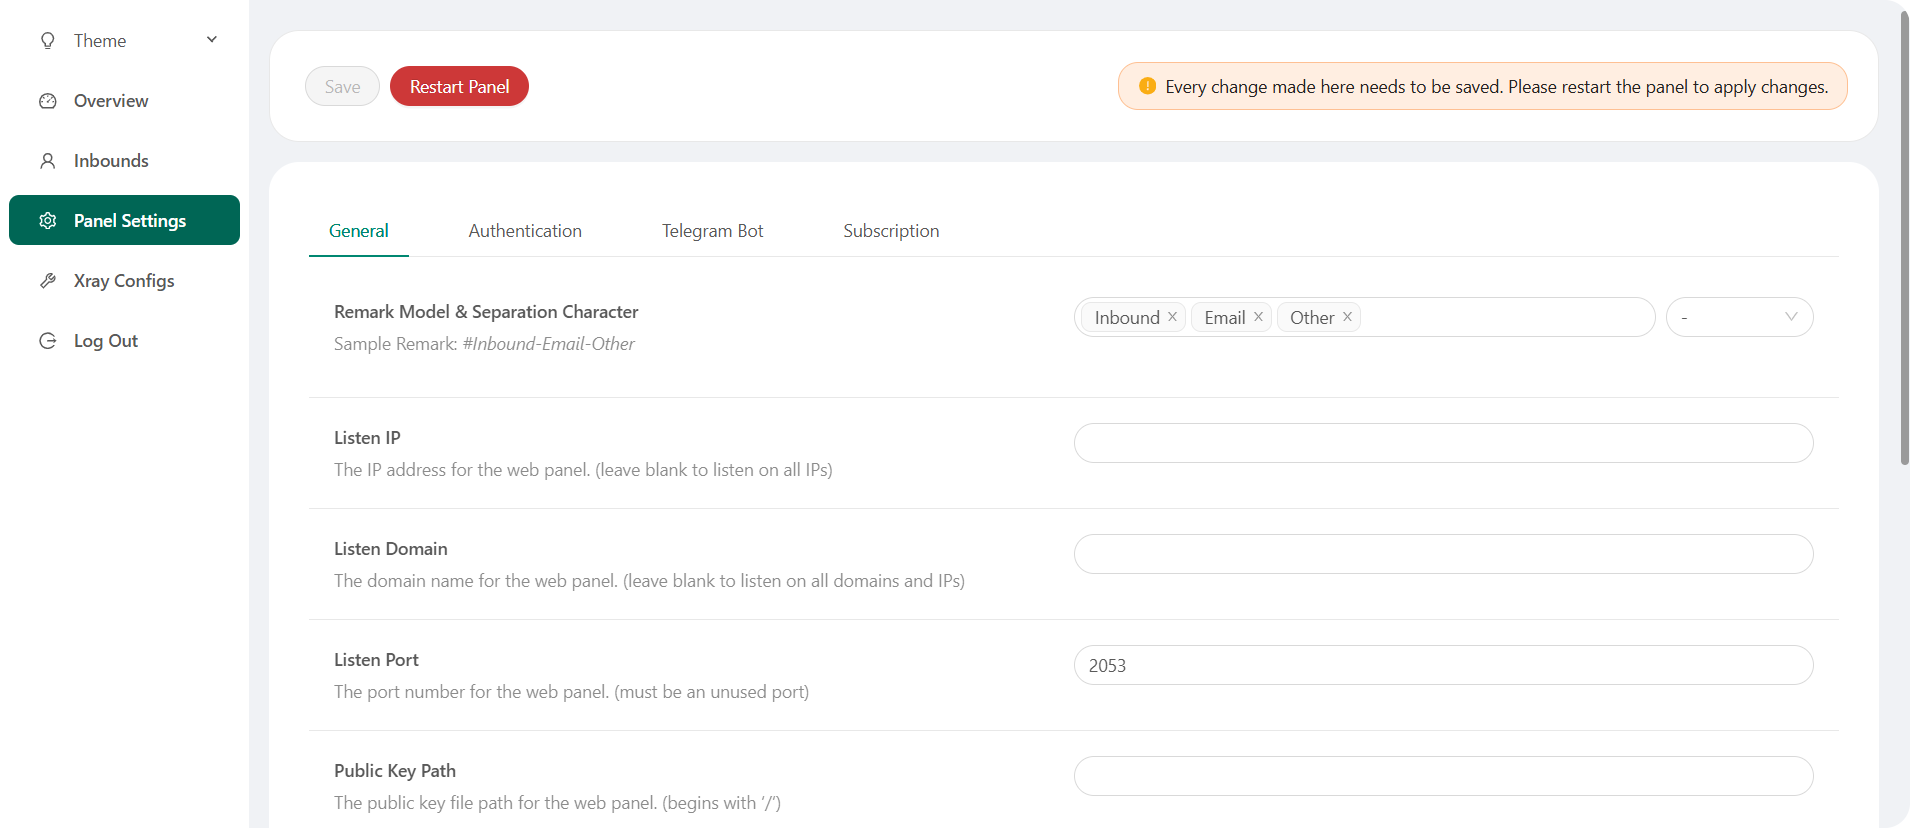 Theme
Overview
Inbounds
Panel Settings
Xray Configs
Log Out
Save
Restart Panel
Every change made here needs to be saved. Please restart the panel to apply changes.
General
Authentication
Telegram Bot
Subscription
Remark Model & Separation Character
Sample Remark: #Inbound-Email-Other
Inbound
Email
Other
-
Listen IP
The IP address for the web panel. (leave blank to listen on all IPs)
Listen Domain
The domain name for the web panel. (leave blank to listen on all domains and IPs)
Listen Port
The port number for the web panel. (must be an unused port)
2053
Public Key Path
The public key file path for the web panel. (begins with ‘/’)